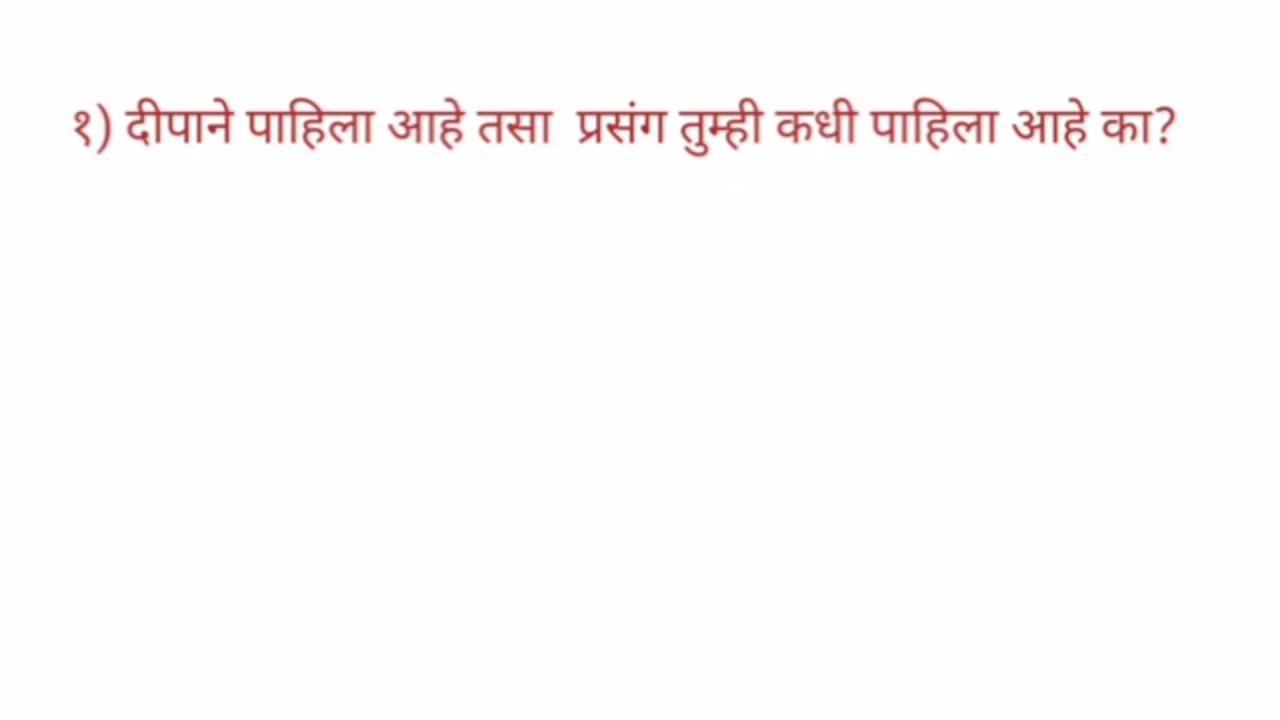 १) दीपाने पाहिला आहे तसा प्रसंग तुम्ही कधी पाहिला आहे का?